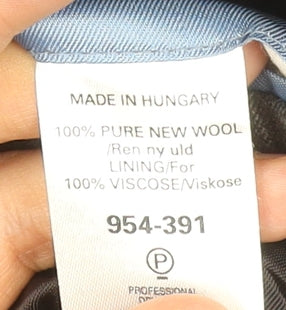 MADE IN HUNGARY
100% PURE NEW WOOL
/Ren ny uld
LINING/For
100% VISCOSE/Viskose
954-391
P
PROFESSIONAL